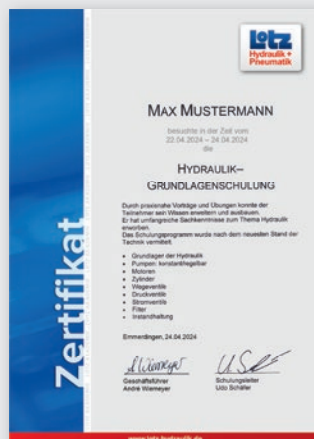 Lotz
Hydraulik +
Pneumatik
MAX MUSTERMANN
besuchte in der Zeit vom
22.04.2024 – 24.04.2024
die
HYDRAULIK–
GRUNDLAGENSCHULUNG
Durch praxisnahe Vorträge und Übungen konnte der
Teilnehmer sein Wissen erweitern und ausbauen.
Er hat umfangreiche Sachkenntnisse zum Thema Hydraulik
erworben.
Das Schulungsprogramm wurde nach dem neuesten Stand der
Technik vermittelt.
• Grundlagen der Hydraulik
• Pumpen: konstant/regelbar
• Motoren
• Zylinder
• Wegeventile
• Druckventile
• Stromventile
• Filter
• Instandhaltung
Emmerdingen, 24.04.2024
Geschäftsführer
André Wiemeyer
Schulungsleiter
Udo Schäfer
Zertifikat
www.lotz-hydraulik.de